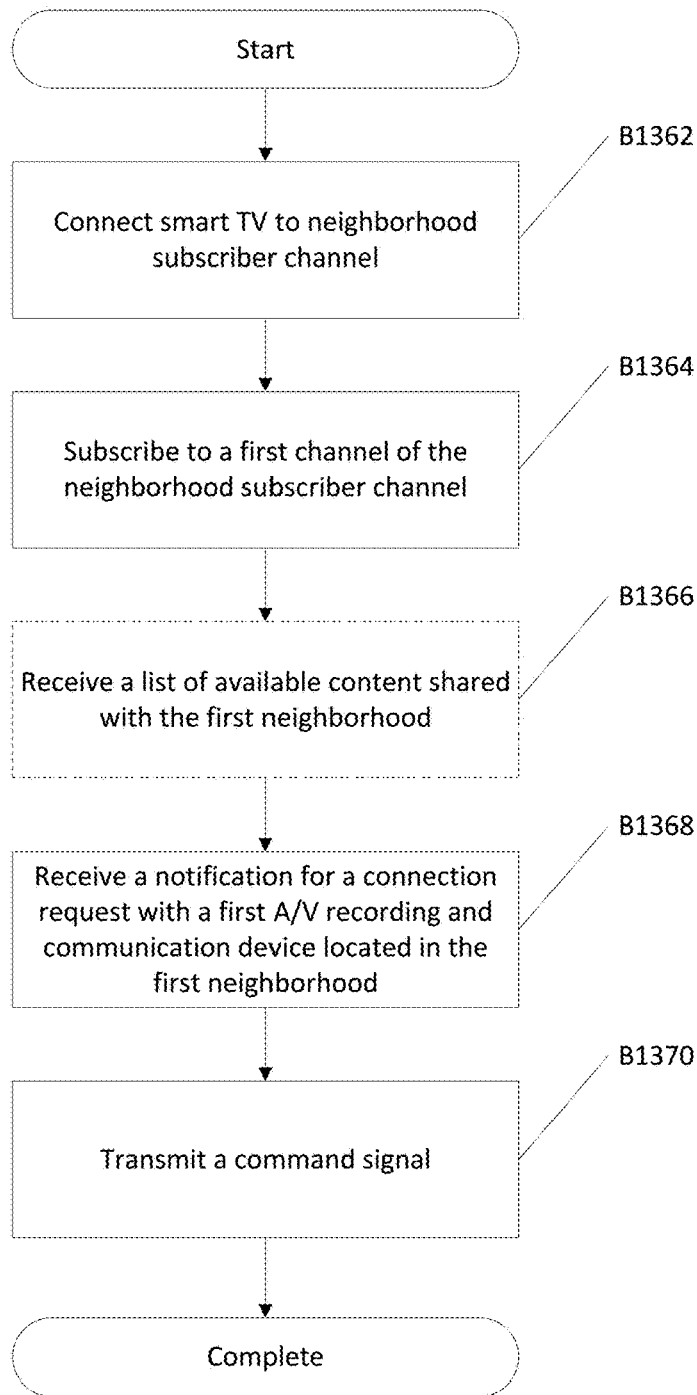 Start
B1362
Connect smart TV to neighborhood
subscriber channel
B1364
Subscribe to a first channel of the
neighborhood subscriber channel
B1366
Receive a list of available content shared
with the first neighborhood
B1368
Receive a notification for a connection
request with a first A/V recording and
communication device located in the
first neighborhood
B1370
Transmit a command signal
Complete